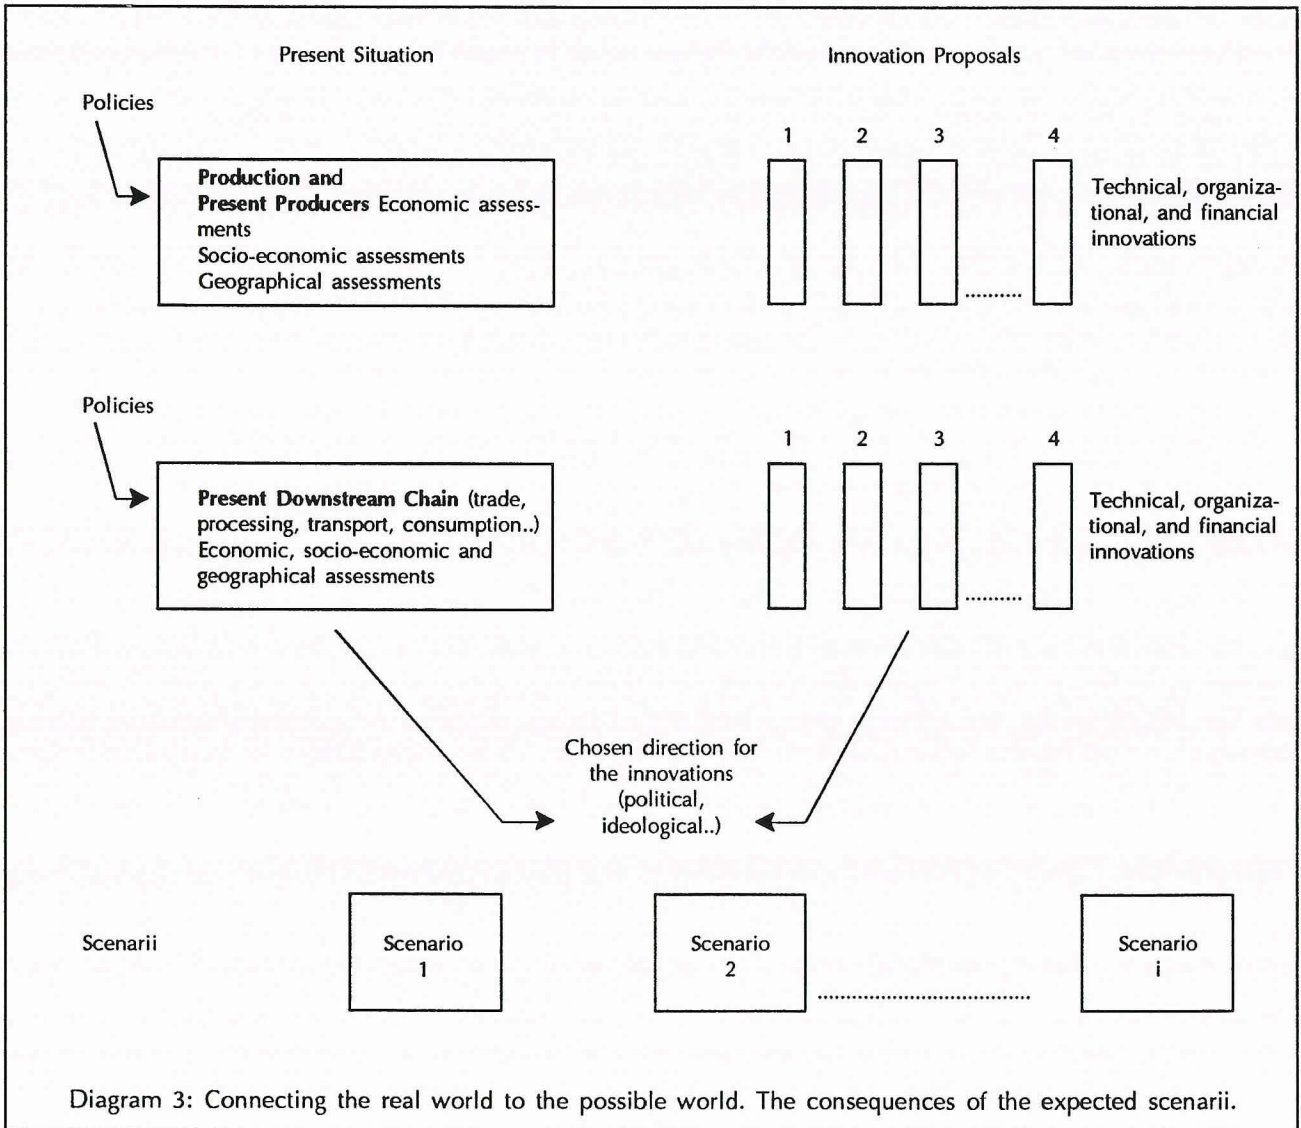 Present Situation
Innovation Proposals
Policies
1 2 3 4
Production and
Present Producers Economic assess-
ments
Socio-economic assessments
Geographical assessments
Technical, organiza-
tional, and financial
innovations
Policies
1 2 3 4
Present Downstream Chain (trade,
processing, transport, consumption..)
Economic, socio-economic and
geographical assessments
Technical, organiza-
tional, and financial
innovations
Chosen direction for
the innovations
(political,
ideological..)
Scenarii
Scenario
1
Scenario
2
Scenario
i
Diagram 3: Connecting the real world to the possible world. The consequences of the expected scenarii.